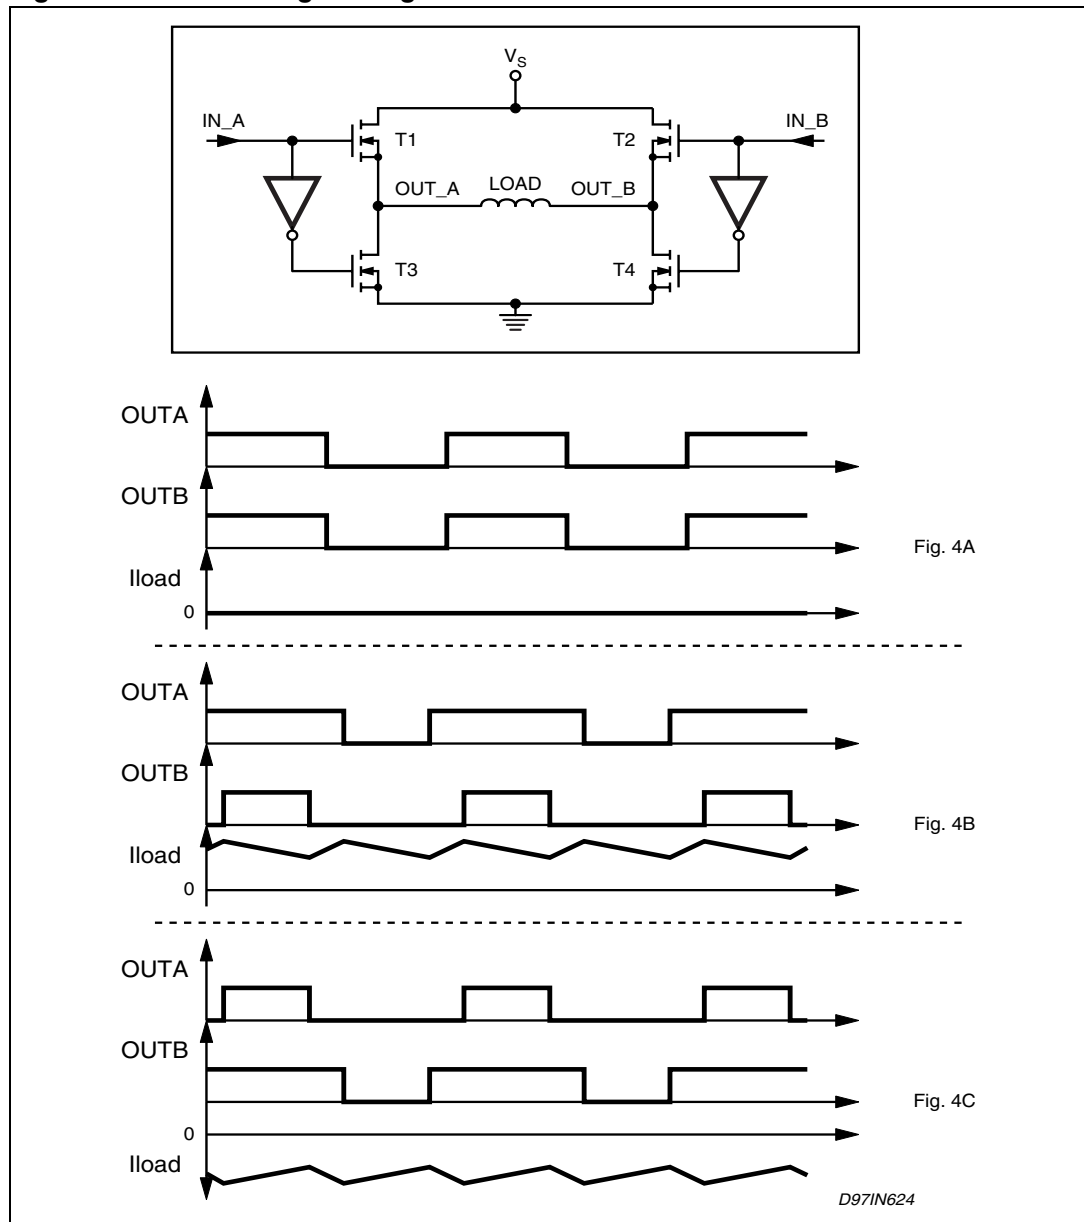 V_S
IN_A
IN_B
T1
T2
OUT_A
LOAD
OUT_B
T3
T4
OUTA
OUTB
Fig. 4A
Iload
0
OUTA
OUTB
Fig. 4B
Iload
0
OUTA
OUTB
Fig. 4C
0
Iload
D97IN624